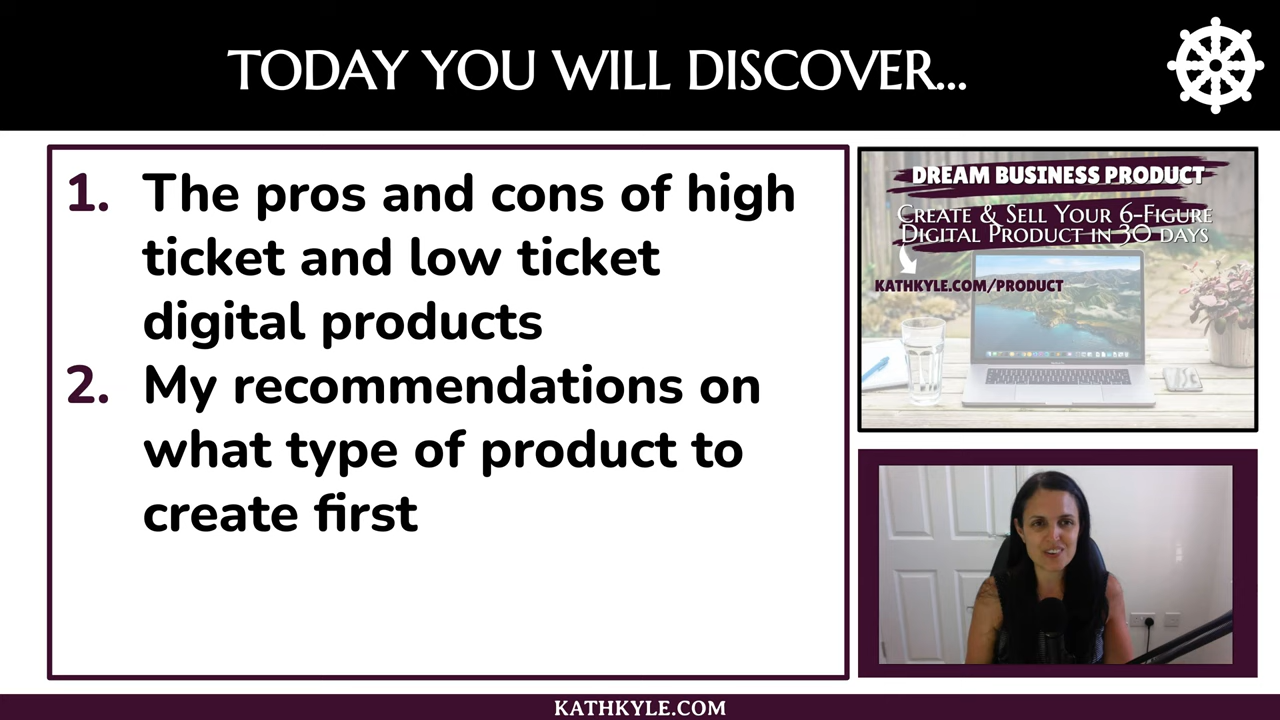 TODAY YOU WILL DISCOVER...
1. The pros and cons of high
ticket and low ticket
digital products
2. My recommendations on
what type of product to
create first
DREAM BUSINESS PRODUCT
CREATE & SELL YOUR 6-FIGURE
DIGITAL PRODUCT IN 30 DAYS
KATHKYLE.COM/PRODUCT
KATHKYLE.COM